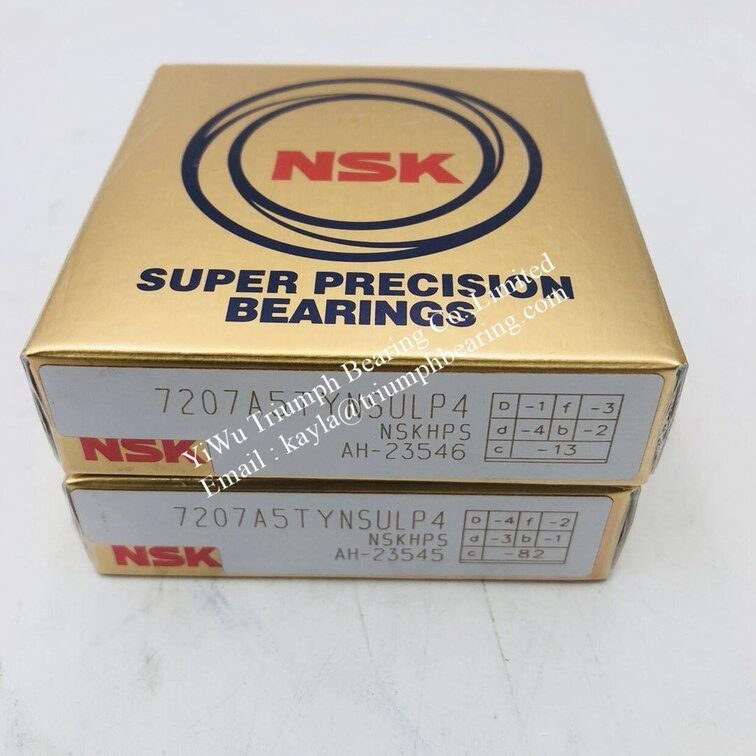 NSK
SUPER PRECISION
BEARINGS
YiWu Triumph Bearing Co., Limited
Email : kayla@triumphbearing.com
7207A5TYNSULP4
NSKHPS
AH-23546
NSK
D -1 f -3
d -4 b -2
c -13
7207A5TYNSULP4
NSKHPS
AH-23545
NSK
D -4 f -2
d -3 b -1
c -82